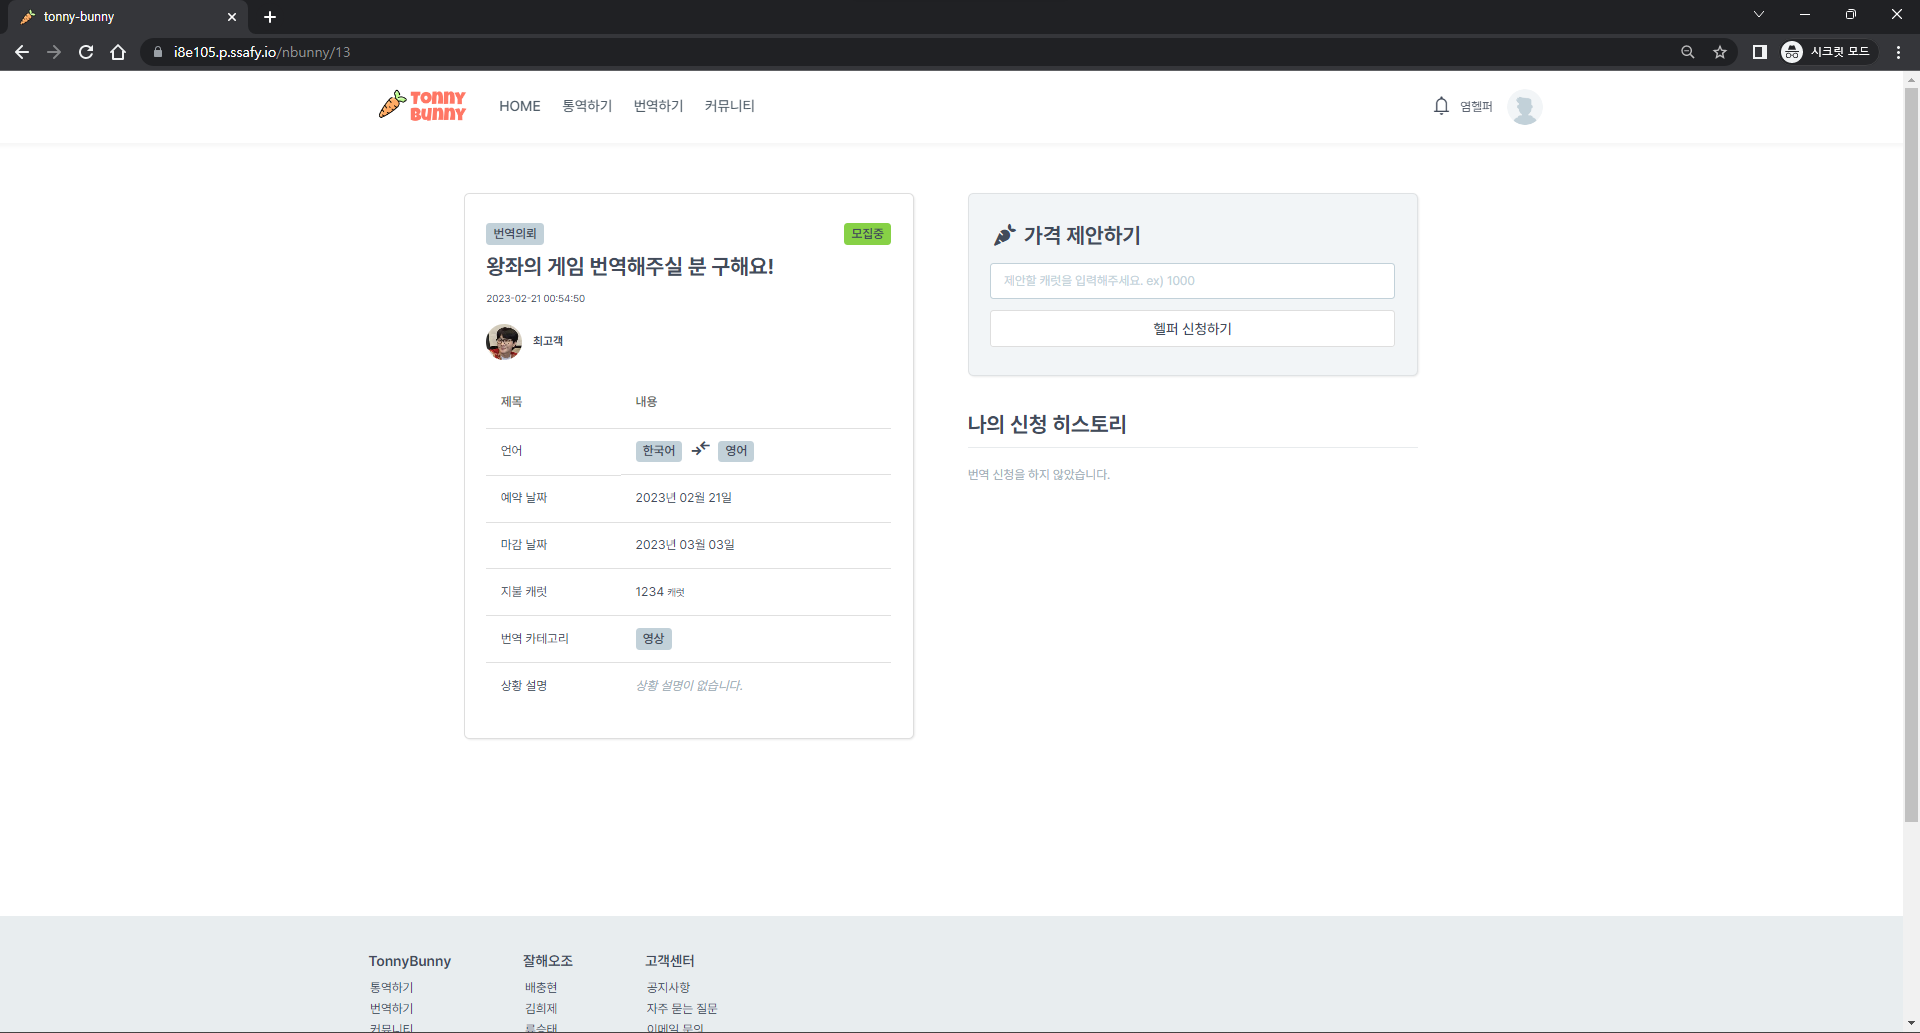 tonny-bunny
i8e105.p.ssafy.io/nbunny/13
시크릿 모드
TONNY
BUNNY
HOME 통역하기 번역하기 커뮤니티
염헬퍼
번역의뢰 모집중
왕좌의 게임 번역해주실 분 구해요!
2023-02-21 00:54:50
최고객
제목 내용
언어 한국어 영어
예약 날짜 2023년 02월 21일
마감 날짜 2023년 03월 03일
지불 캐럿 1234 캐럿
번역 카테고리 영상
상황 설명 상황 설명이 없습니다.
가격 제안하기
제안할 캐럿을 입력해주세요. ex) 1000
헬퍼 신청하기
나의 신청 히스토리
번역 신청을 하지 않았습니다.
TonnyBunny 잘해오조 고객센터
통역하기 배충현 공지사항
번역하기 김희제 자주 묻는 질문
커뮤니티 류승태 이메일 문의